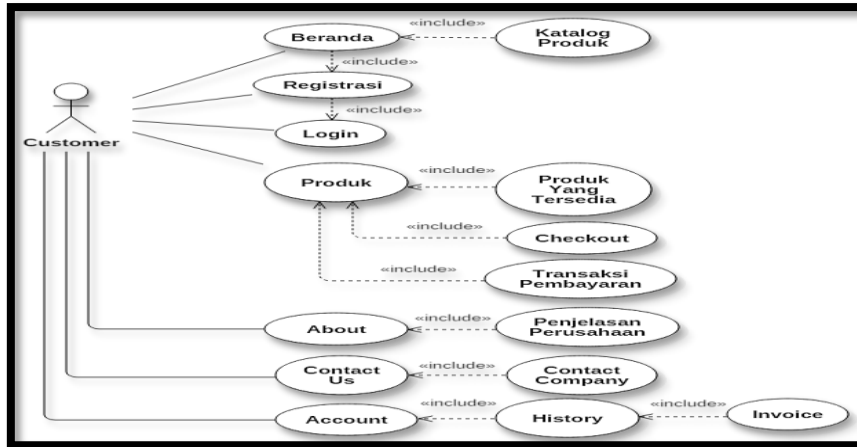 «include»
Beranda
Katalog
Produk
«include»
Registrasi
«include»
Login
Customer
«include»
Produk
Produk
Yang
Tersedia
«include»
Checkout
«include»
Transaksi
Pembayaran
«include»
About
Penjelasan
Perusahaan
«include»
Contact
Us
Contact
Company
«include»
«include»
Account
History
Invoice